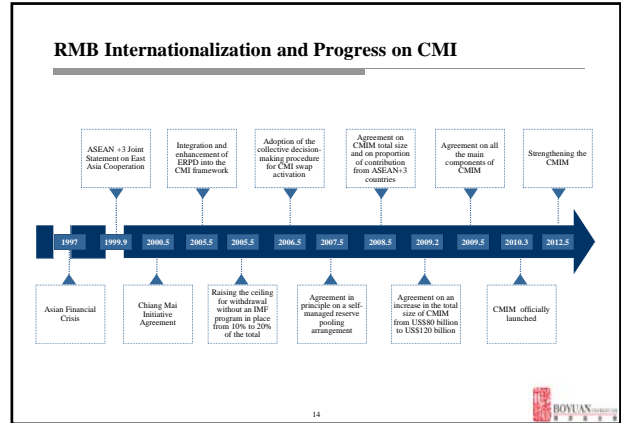 RMB Internationalization and Progress on CMI
ASEAN +3 Joint
Statement on East
Asia Cooperation
Integration and
enhancement of
ERPD into the
CMI framework
Adoption of the
collective decision-
making procedure
for CMI swap
activation
Agreement on
CMIM total size
and on proportion
of contribution
from ASEAN+3
countries
Agreement on all
the main
components of
CMIM
Strengthening the
CMIM
1997
1999.9
2000.5
2005.5
2005.5
2006.5
2007.5
2008.5
2009.2
2009.5
2010.3
2012.5
Asian Financial
Crisis
Chiang Mai
Initiative
Agreement
Raising the ceiling
for withdrawal
without an IMF
program in place
from 10% to 20%
of the total
Agreement in
principle on a self-
managed reserve
pooling
arrangement
Agreement on an
increase in the total
size of CMIM
from US$80 billion
to US$120 billion
CMIM officially
launched
14
BOYUAN FOUNDATION